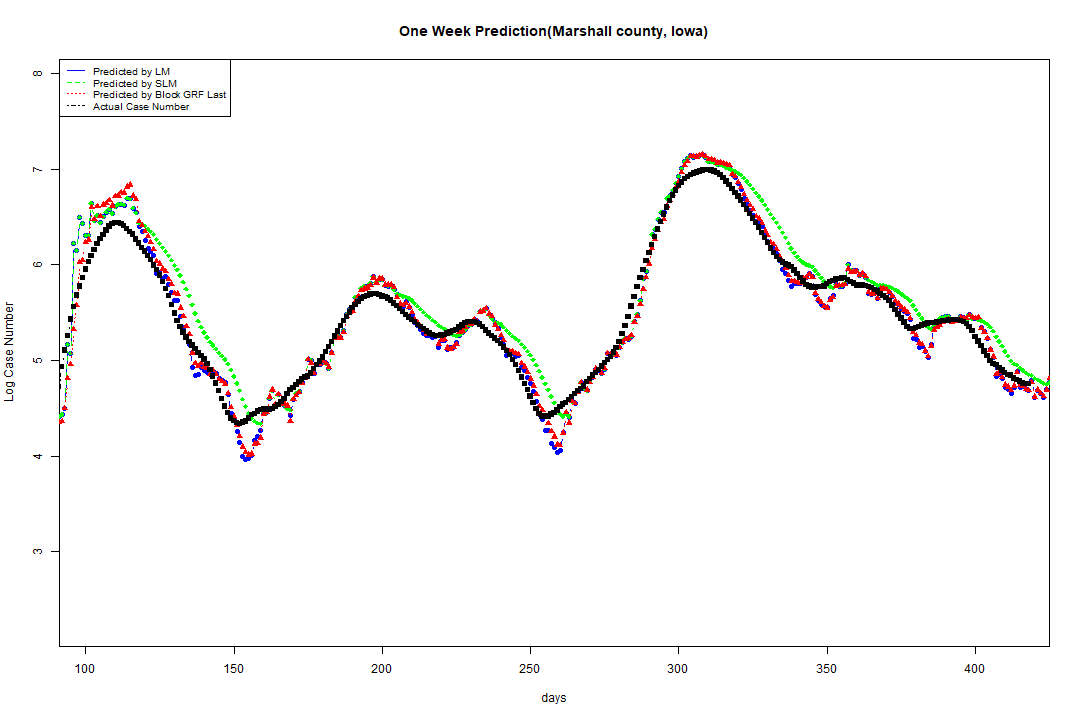 One Week Prediction(Marshall county, Iowa)
Predicted by LM
Predicted by SLM
Predicted by Block GRF Last
Actual Case Number
Log Case Number
8
7
6
5
4
3
100 150 200 250 300 350 400
days